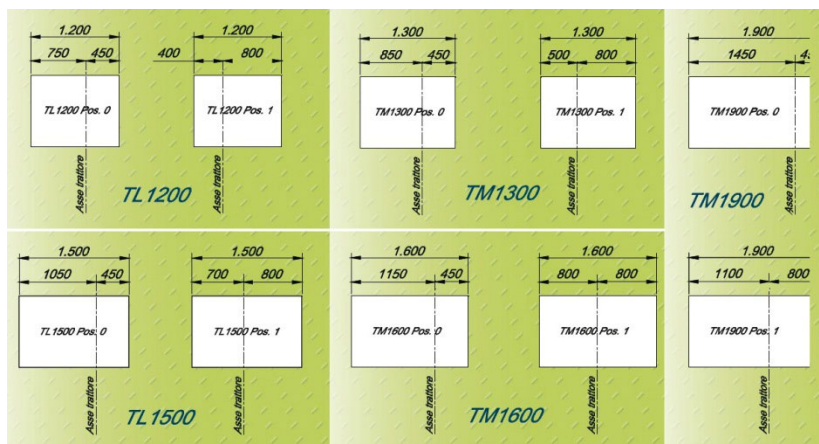 1.200
750 450
TL1200 Pos. 0
Asse trattore
1.200
400 800
TL1200 Pos. 1
Asse trattore
TL1200
1.300
850 450
TM1300 Pos. 0
Asse trattore
1.300
500 800
TM1300 Pos. 1
Asse trattore
TM1300
1.900
1450
TM1900 Pos. 0
Asse trattore
TM1900
1.500
1050 450
TL1500 Pos. 0
Asse trattore
1.500
700 800
TL1500 Pos. 1
Asse trattore
TL1500
1.600
1150 450
TM1600 Pos. 0
Asse trattore
1.600
800 800
TM1600 Pos. 1
Asse trattore
TM1600
1.900
1100 800
TM1900 Pos. 1
Asse trattore